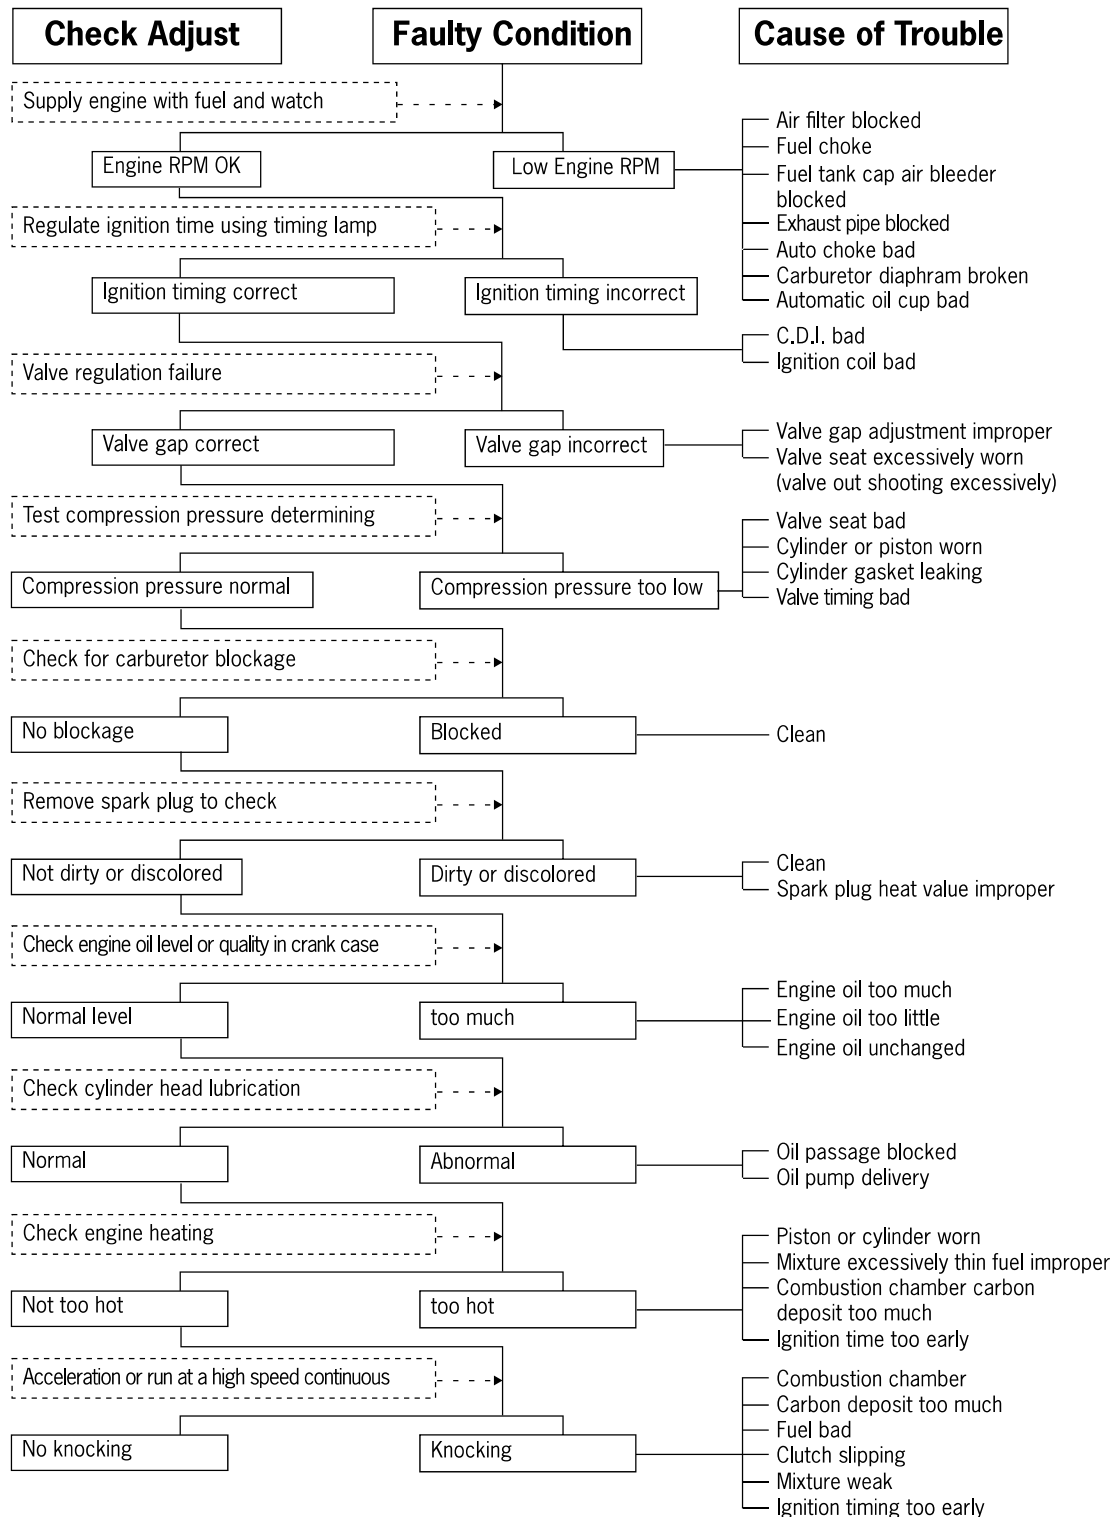 Check Adjust
Faulty Condition
Cause of Trouble
Supply engine with fuel and watch
Engine RPM OK
Low Engine RPM
Air filter blocked
Fuel choke
Fuel tank cap air bleeder
blocked
Exhaust pipe blocked
Auto choke bad
Carburetor diaphram broken
Automatic oil cup bad
Regulate ignition time using timing lamp
Ignition timing correct
Ignition timing incorrect
C.D.I. bad
Ignition coil bad
Valve regulation failure
Valve gap correct
Valve gap incorrect
Valve gap adjustment improper
Valve seat excessively worn
(valve out shooting excessively)
Test compression pressure determining
Compression pressure normal
Compression pressure too low
Valve seat bad
Cylinder or piston worn
Cylinder gasket leaking
Valve timing bad
Check for carburetor blockage
No blockage
Blocked
Clean
Remove spark plug to check
Not dirty or discolored
Dirty or discolored
Clean
Spark plug heat value improper
Check engine oil level or quality in crank case
Normal level
too much
Engine oil too much
Engine oil too little
Engine oil unchanged
Check cylinder head lubrication
Normal
Abnormal
Oil passage blocked
Oil pump delivery
Check engine heating
Not too hot
too hot
Piston or cylinder worn
Mixture excessively thin fuel improper
Combustion chamber carbon
deposit too much
Ignition time too early
Acceleration or run at a high speed continuous
No knocking
Knocking
Combustion chamber
Carbon deposit too much
Fuel bad
Clutch slipping
Mixture weak
Ignition timing too early